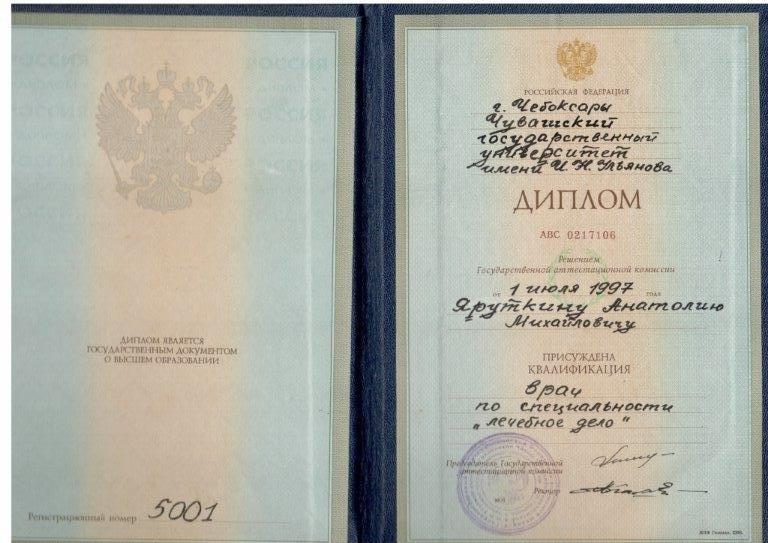 ДИПЛОМ ЯВЛЯЕТСЯ
ГОСУДАРСТВЕННЫМ ДОКУМЕНТОМ
О ВЫСШЕМ ОБРАЗОВАНИИ
Регистрационный номер 5001
РОССИЙСКАЯ ФЕДЕРАЦИЯ
г. Чебоксары
Чувашский
государственный
университет
имени И. Н. Ульянова
ДИПЛОМ
АВС 0217106
Решением
Государственной аттестационной комиссии
от 1 июля 1997 года
Яруткину Анатолию
Михайловичу
ПРИСУЖДЕНА
КВАЛИФИКАЦИЯ
врач
по специальности
„лечебное дело"
Председатель Государственной
аттестационной комиссии
Ректор